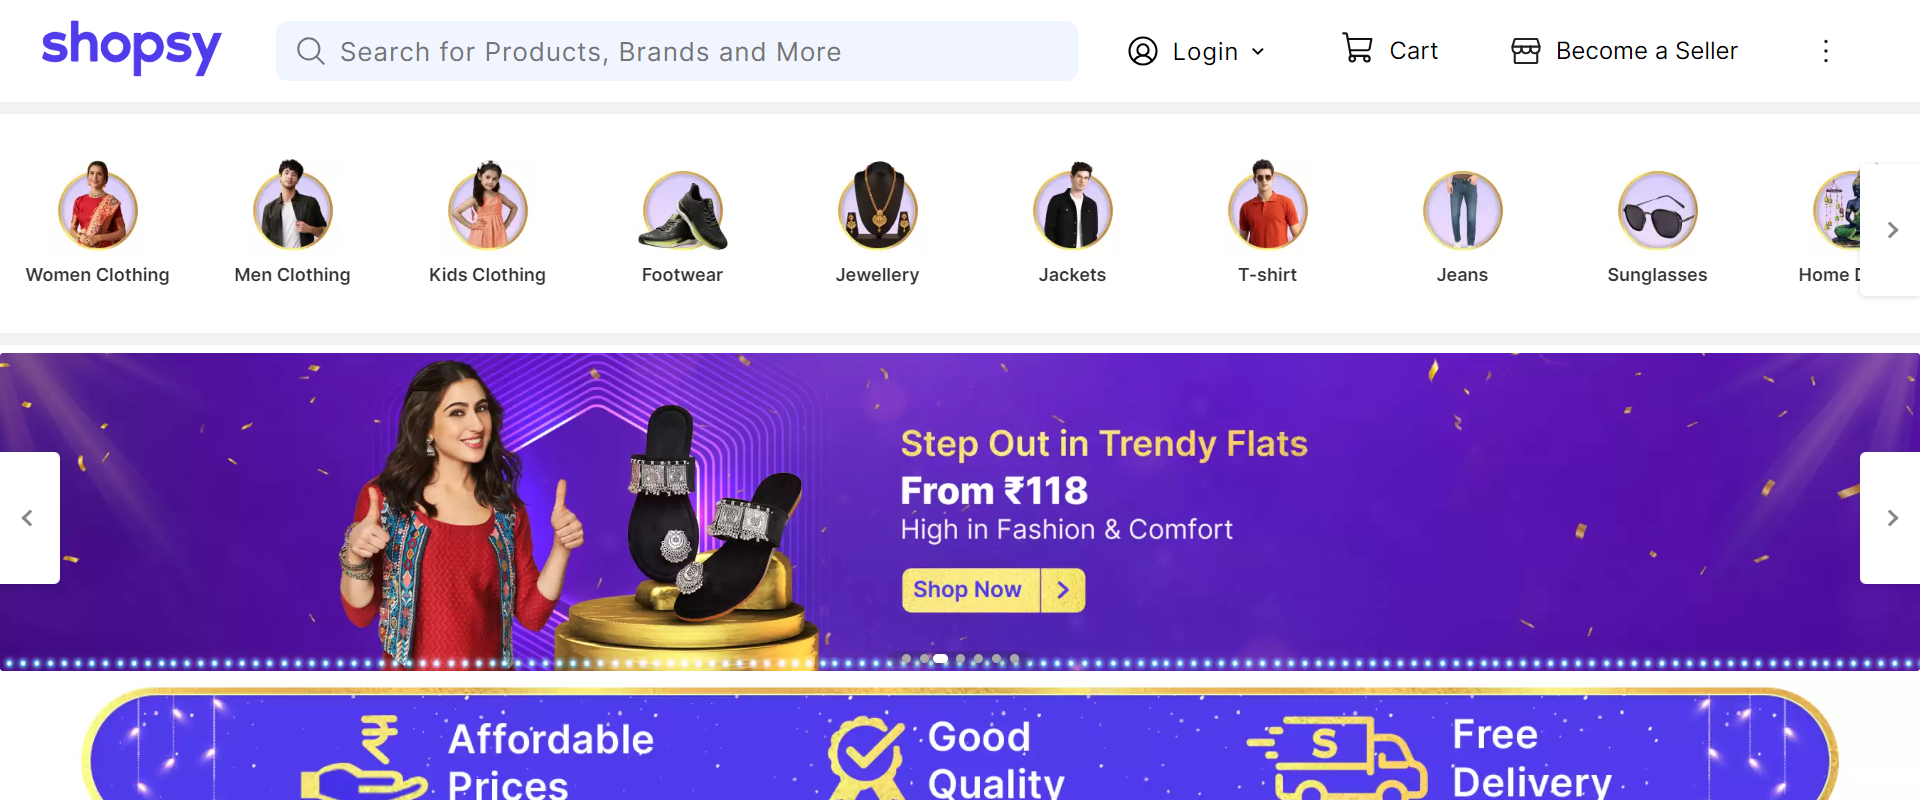 shopsy
Search for Products, Brands and More
Login
Cart
Become a Seller
Women Clothing
Men Clothing
Kids Clothing
Footwear
Jewellery
Jackets
T-shirt
Jeans
Sunglasses
Home
Step Out in Trendy Flats
From ₹118
High in Fashion & Comfort
Shop Now
₹
Affordable
Prices
Good
Quality
S
Free
Delivery